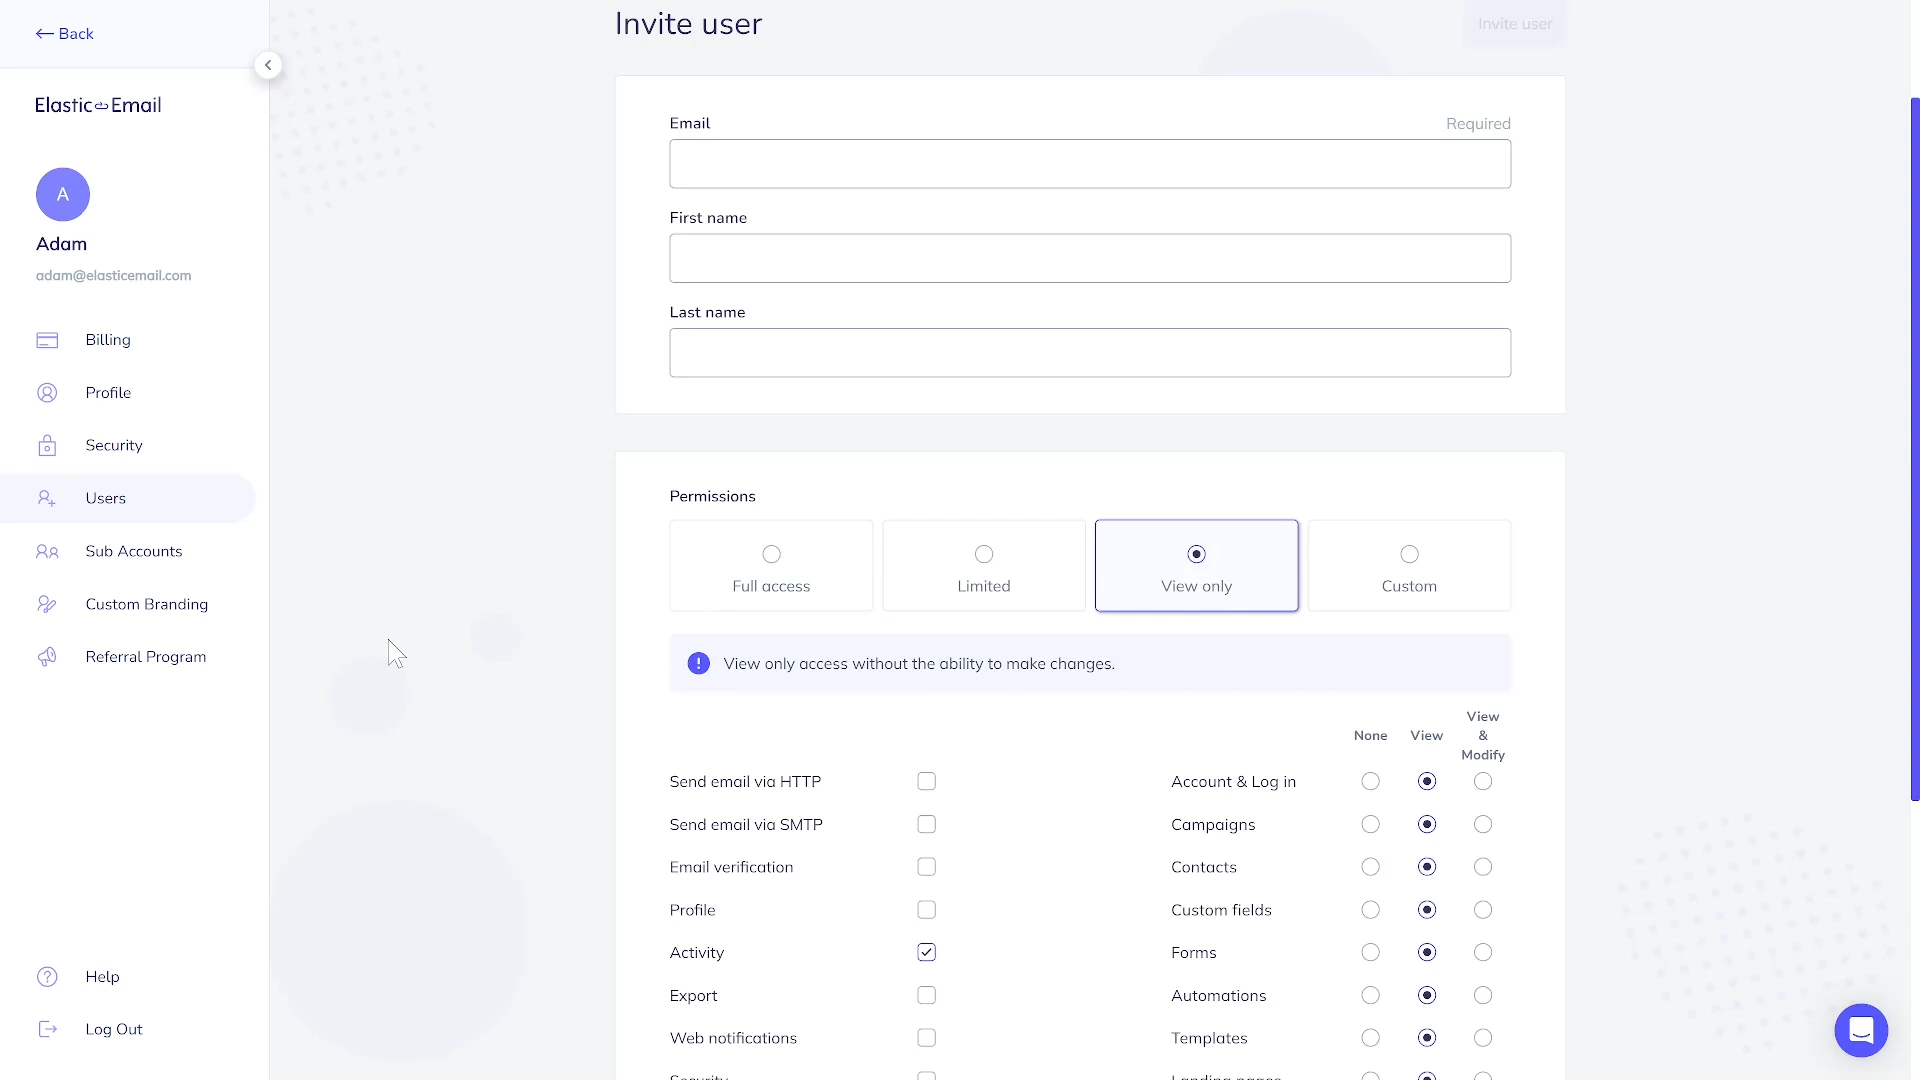 Back
Elastic Email
A
Adam
adam@elasticemail.com
Billing
Profile
Security
Users
Sub Accounts
Custom Branding
Referral Program
Help
Log Out
Invite user
Invite user
Email Required
First name
Last name
Permissions
Full access Limited View only Custom
View only access without the ability to make changes.
None View View & Modify
Send email via HTTP Account & Log in
Send email via SMTP Campaigns
Email verification Contacts
Profile Custom fields
Activity Forms
Export Automations
Web notifications Templates
Security Landing pages